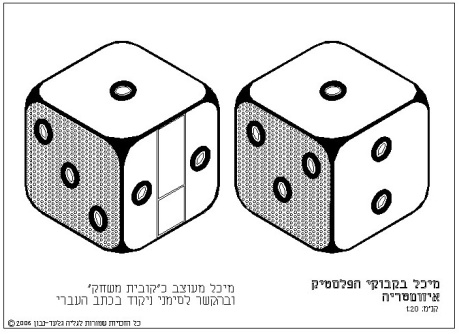 מיכל בקבוקי הפלסטיק
איזומטריה
קנ"מ: 1:20
מיכל מעוצב כ"קובית משחק"
ובהקשר לסימני ניקוד בכתב העברי
כל הזכויות שמורות לגליה גלעד-נבון © 2006